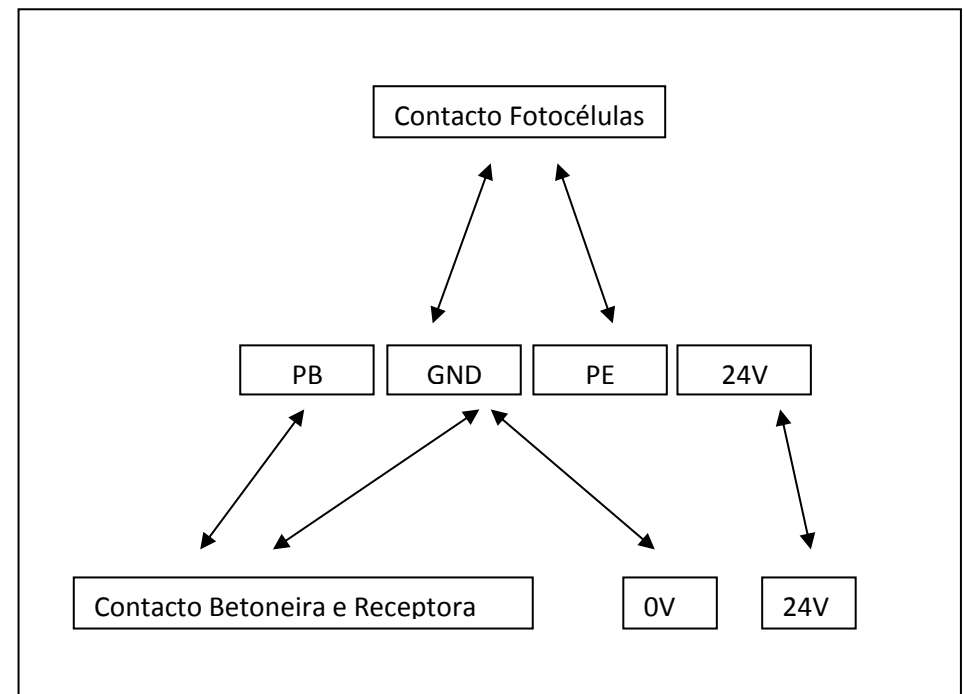 Contacto Fotocélulas
PB GND PE 24V
Contacto Betoneira e Receptora 0V 24V